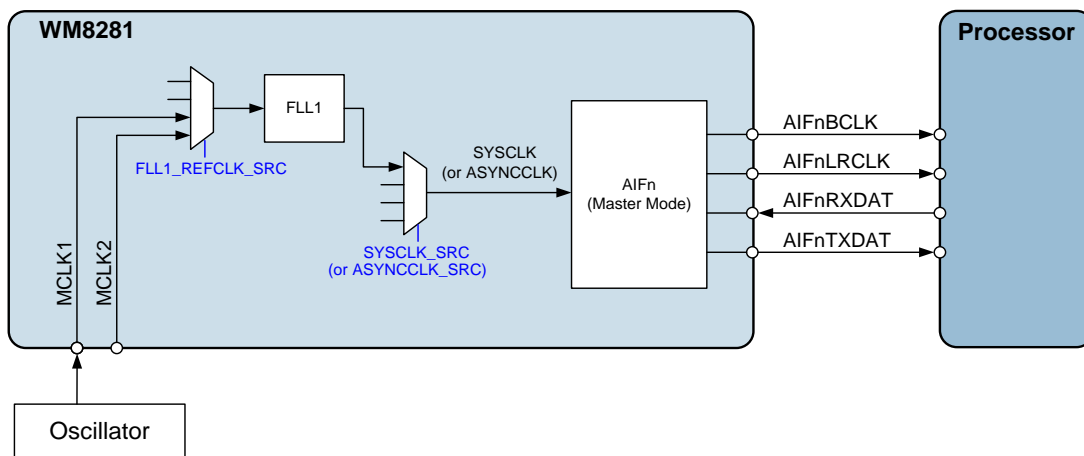 WM8281
Processor
FLL1
FLL1_REFCLK_SRC
SYSCLK
(or ASYNCCLK)
SYSCLK_SRC
(or ASYNCCLK_SRC)
AIFn
(Master Mode)
AIFnBCLK
AIFnLRCLK
AIFnRXDAT
AIFnTXDAT
MCLK1
MCLK2
Oscillator